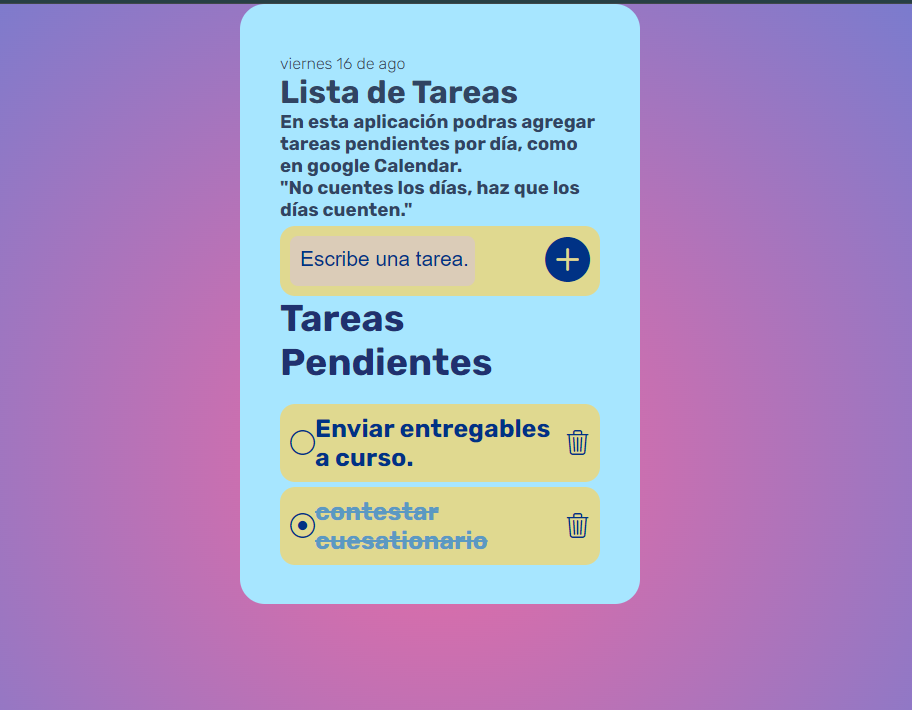 viernes 16 de ago
Lista de Tareas
En esta aplicación podras agregar
tareas pendientes por día, como
en google Calendar.
"No cuentes los días, haz que los
días cuenten."
Escribe una tarea.
Tareas
Pendientes
Enviar entregables
a curso.
contestar
cuesationario